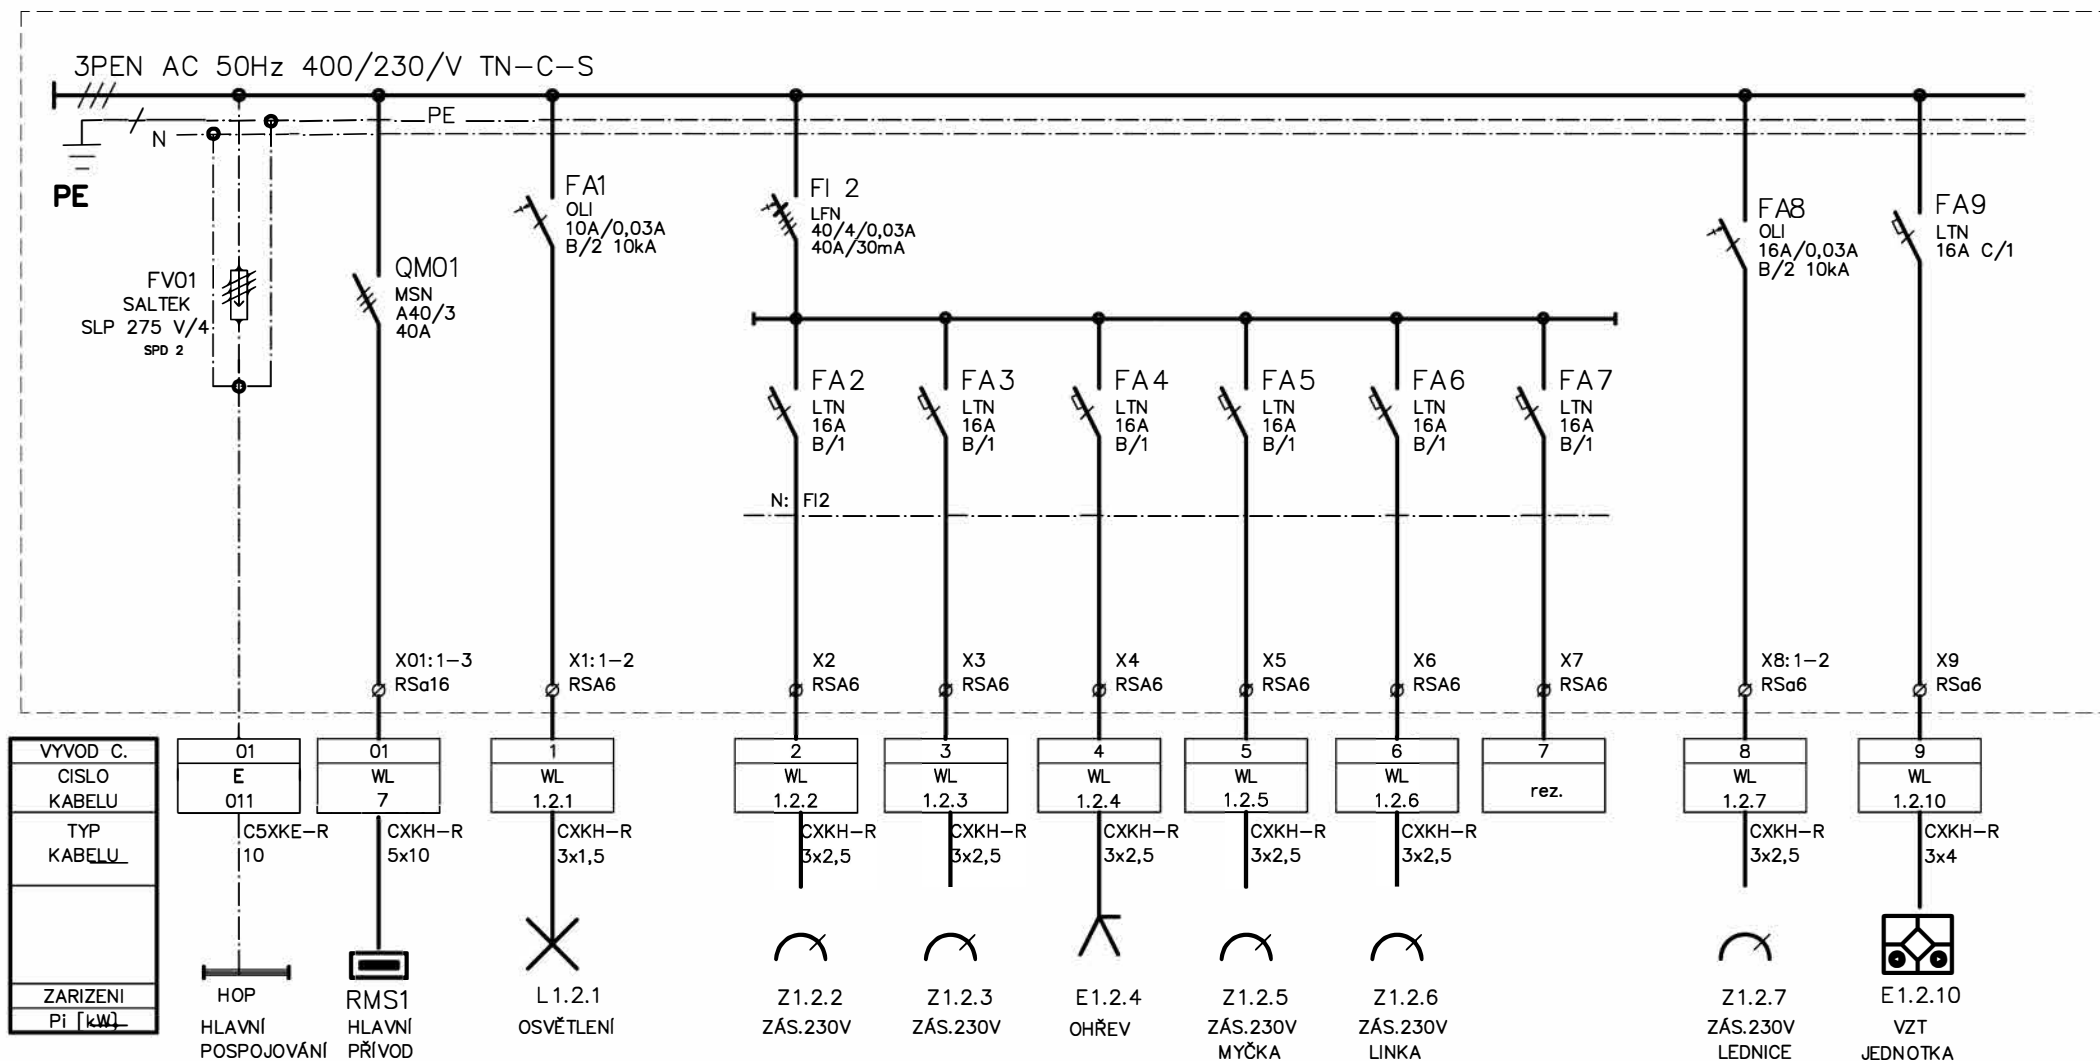 3PEN AC 50Hz 400/230/V TN-C-S
PE
N
PE
FV01
SALTEK
SLP 275 V/4
SPD 2
QM01
MSN
A40/3
40A
FA1
OLI
10A/0,03A
B/2 10kA
FI 2
LFN
40/4/0,03A
40A/30mA
FA8
OLI
16A/0,03A
B/2 10kA
FA9
LTN
16A C/1
FA2
LTN
16A
B/1
FA3
LTN
16A
B/1
FA4
LTN
16A
B/1
FA5
LTN
16A
B/1
FA6
LTN
16A
B/1
FA7
LTN
16A
B/1
N: FI2
X01:1-3
RSa16
X1:1-2
RSA6
X2
RSA6
X3
RSA6
X4
RSA6
X5
RSA6
X6
RSA6
X7
RSA6
X8:1-2
RSa6
X9
RSa6
VYVOD C.
CISLO
KABELU
TYP
KABELU
ZARIZENI
Pi [kW]
01
E
011
C5XKE-R
10
HOP
HLAVNÍ
POSPOJOVÁNÍ
01
WL
7
CXKH-R
5x10
RMS1
HLAVNÍ
PŘÍVOD
1
WL
1.2.1
CXKH-R
3x1,5
L1.2.1
OSVĚTLENÍ
2
WL
1.2.2
CXKH-R
3x2,5
Z1.2.2
ZÁS.230V
3
WL
1.2.3
CXKH-R
3x2,5
Z1.2.3
ZÁS.230V
4
WL
1.2.4
CXKH-R
3x2,5
E1.2.4
OHŘEV
5
WL
1.2.5
CXKH-R
3x2,5
Z1.2.5
ZÁS.230V
MYČKA
6
WL
1.2.6
CXKH-R
3x2,5
Z1.2.6
ZÁS.230V
LINKA
7
rez.
8
WL
1.2.7
CXKH-R
3x2,5
Z1.2.7
ZÁS.230V
LEDNICE
9
WL
1.2.10
CXKH-R
3x4
E1.2.10
VZT
JEDNOTKA